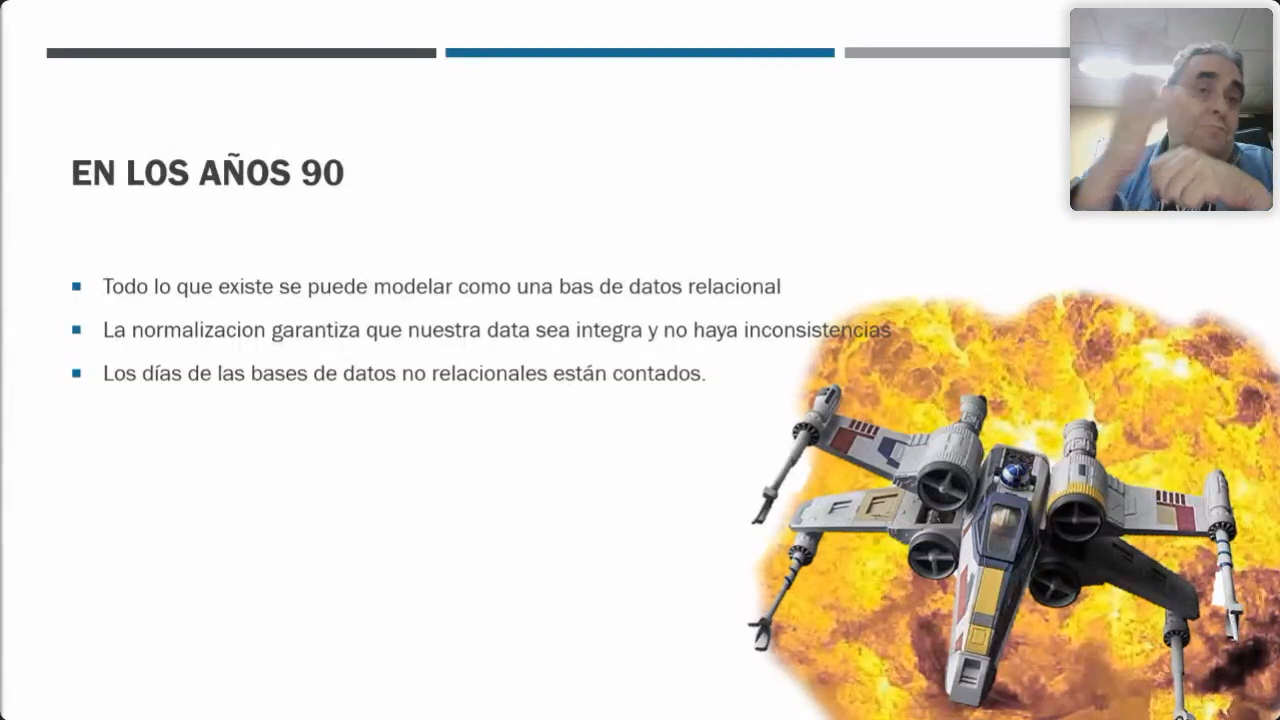 EN LOS AÑOS 90
Todo lo que existe se puede modelar como una bas de datos relacional
La normalizacion garantiza que nuestra data sea integra y no haya inconsistencias
Los días de las bases de datos no relacionales están contados.